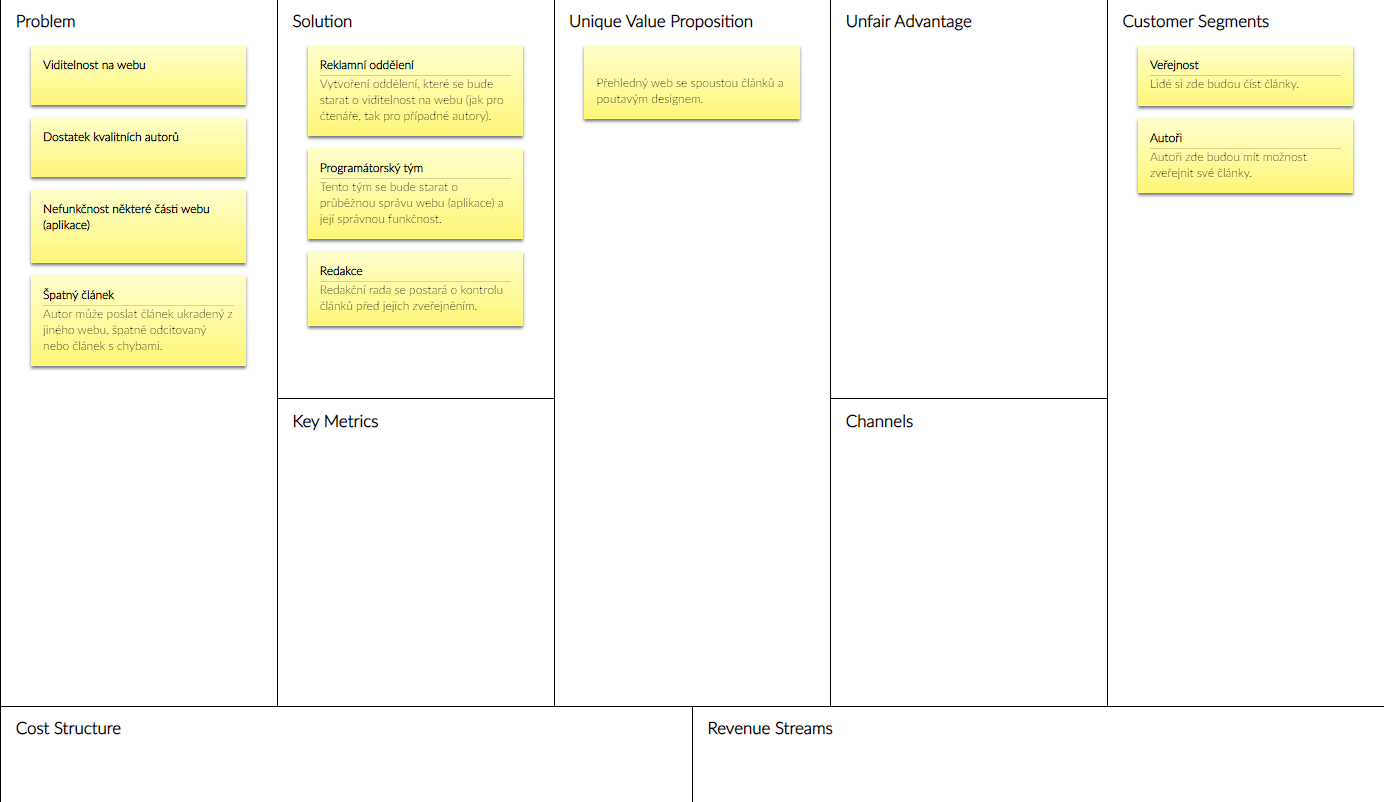 Problem
Viditelnost na webu
Dostatek kvalitních autorů
Nefunkčnost některé části webu
(aplikace)
Špatný článek
Autor může poslat článek ukradený z
jiného webu, špatně odcitovaný
nebo článek s chybami.
Solution
Reklamní oddělení
Vytvoření oddělení, které se bude
starat o viditelnost na webu (jak pro
čtenáře, tak pro případné autory).
Programátorský tým
Tento tým se bude starat o
průběžnou správu webu (aplikace) a
její správnou funkčnost.
Redakce
Redakční rada se postará o kontrolu
článků před jejich zveřejněním.
Key Metrics
Unique Value Proposition
Přehledný web se spoustou článků a
poutavým designem.
Unfair Advantage
Channels
Customer Segments
Veřejnost
Lidé si zde budou číst články.
Autoři
Autoři zde budou mít možnost
zveřejnit své články.
Cost Structure
Revenue Streams